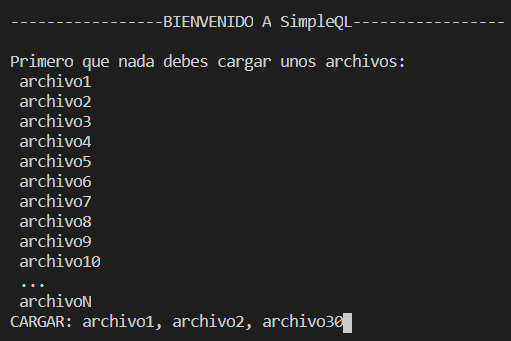 -----------------BIENVENIDO A SimpleQL-----------------
Primero que nada debes cargar unos archivos:
archivo1
archivo2
archivo3
archivo4
archivo5
archivo6
archivo7
archivo8
archivo9
archivo10
...
archivoN
CARGAR: archivo1, archivo2, archivo30